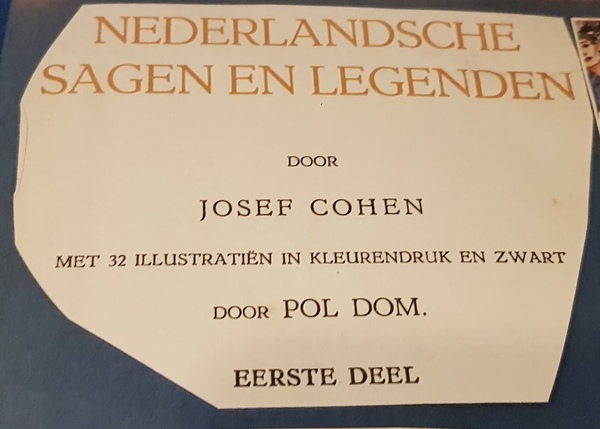 NEDERLANDSCHE
SAGEN EN LEGENDEN
DOOR
JOSEF COHEN
MET 32 ILLUSTRATIËN IN KLEURENDRUK EN ZWART
DOOR POL DOM.
EERSTE DEEL